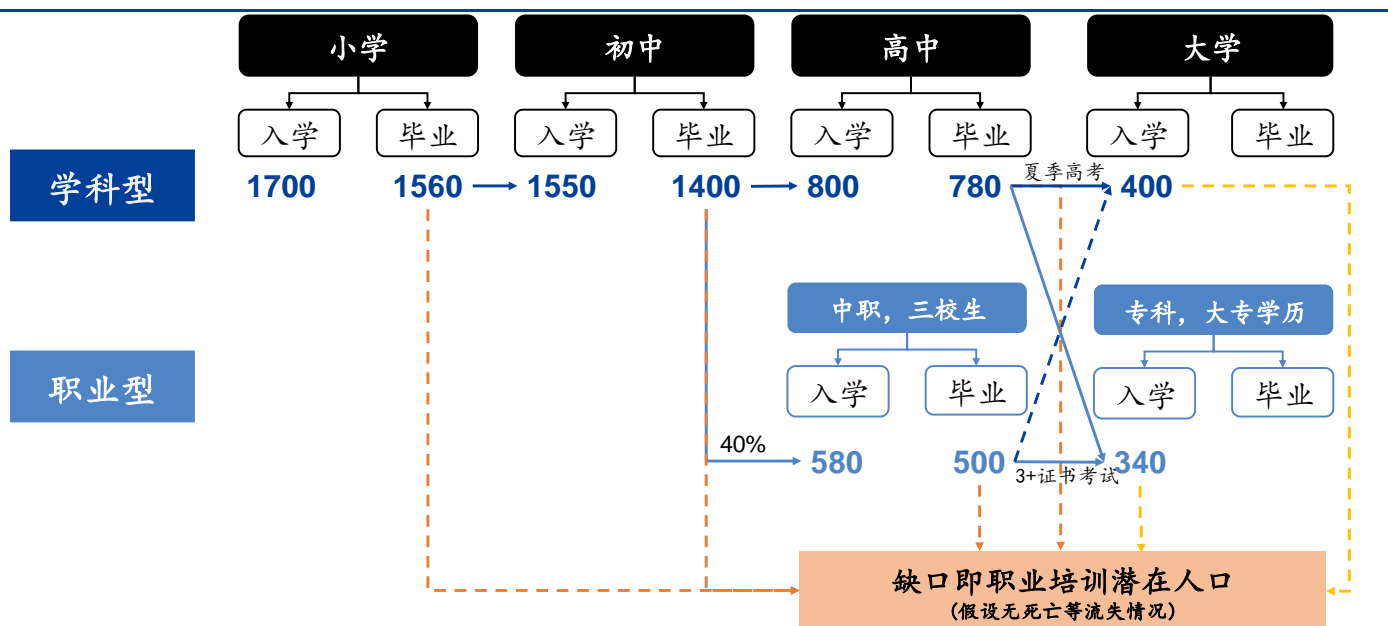 小学
初中
高中
大学
入学
毕业
入学
毕业
入学
毕业
入学
毕业
学科型
1700
1560
1550
1400
800
780
夏季高考
400
中职，三校生
专科，大专学历
职业型
入学
毕业
入学
毕业
40%
580
500
3+证书考试
340
缺口即职业培训潜在人口
(假设无死亡等流失情况)